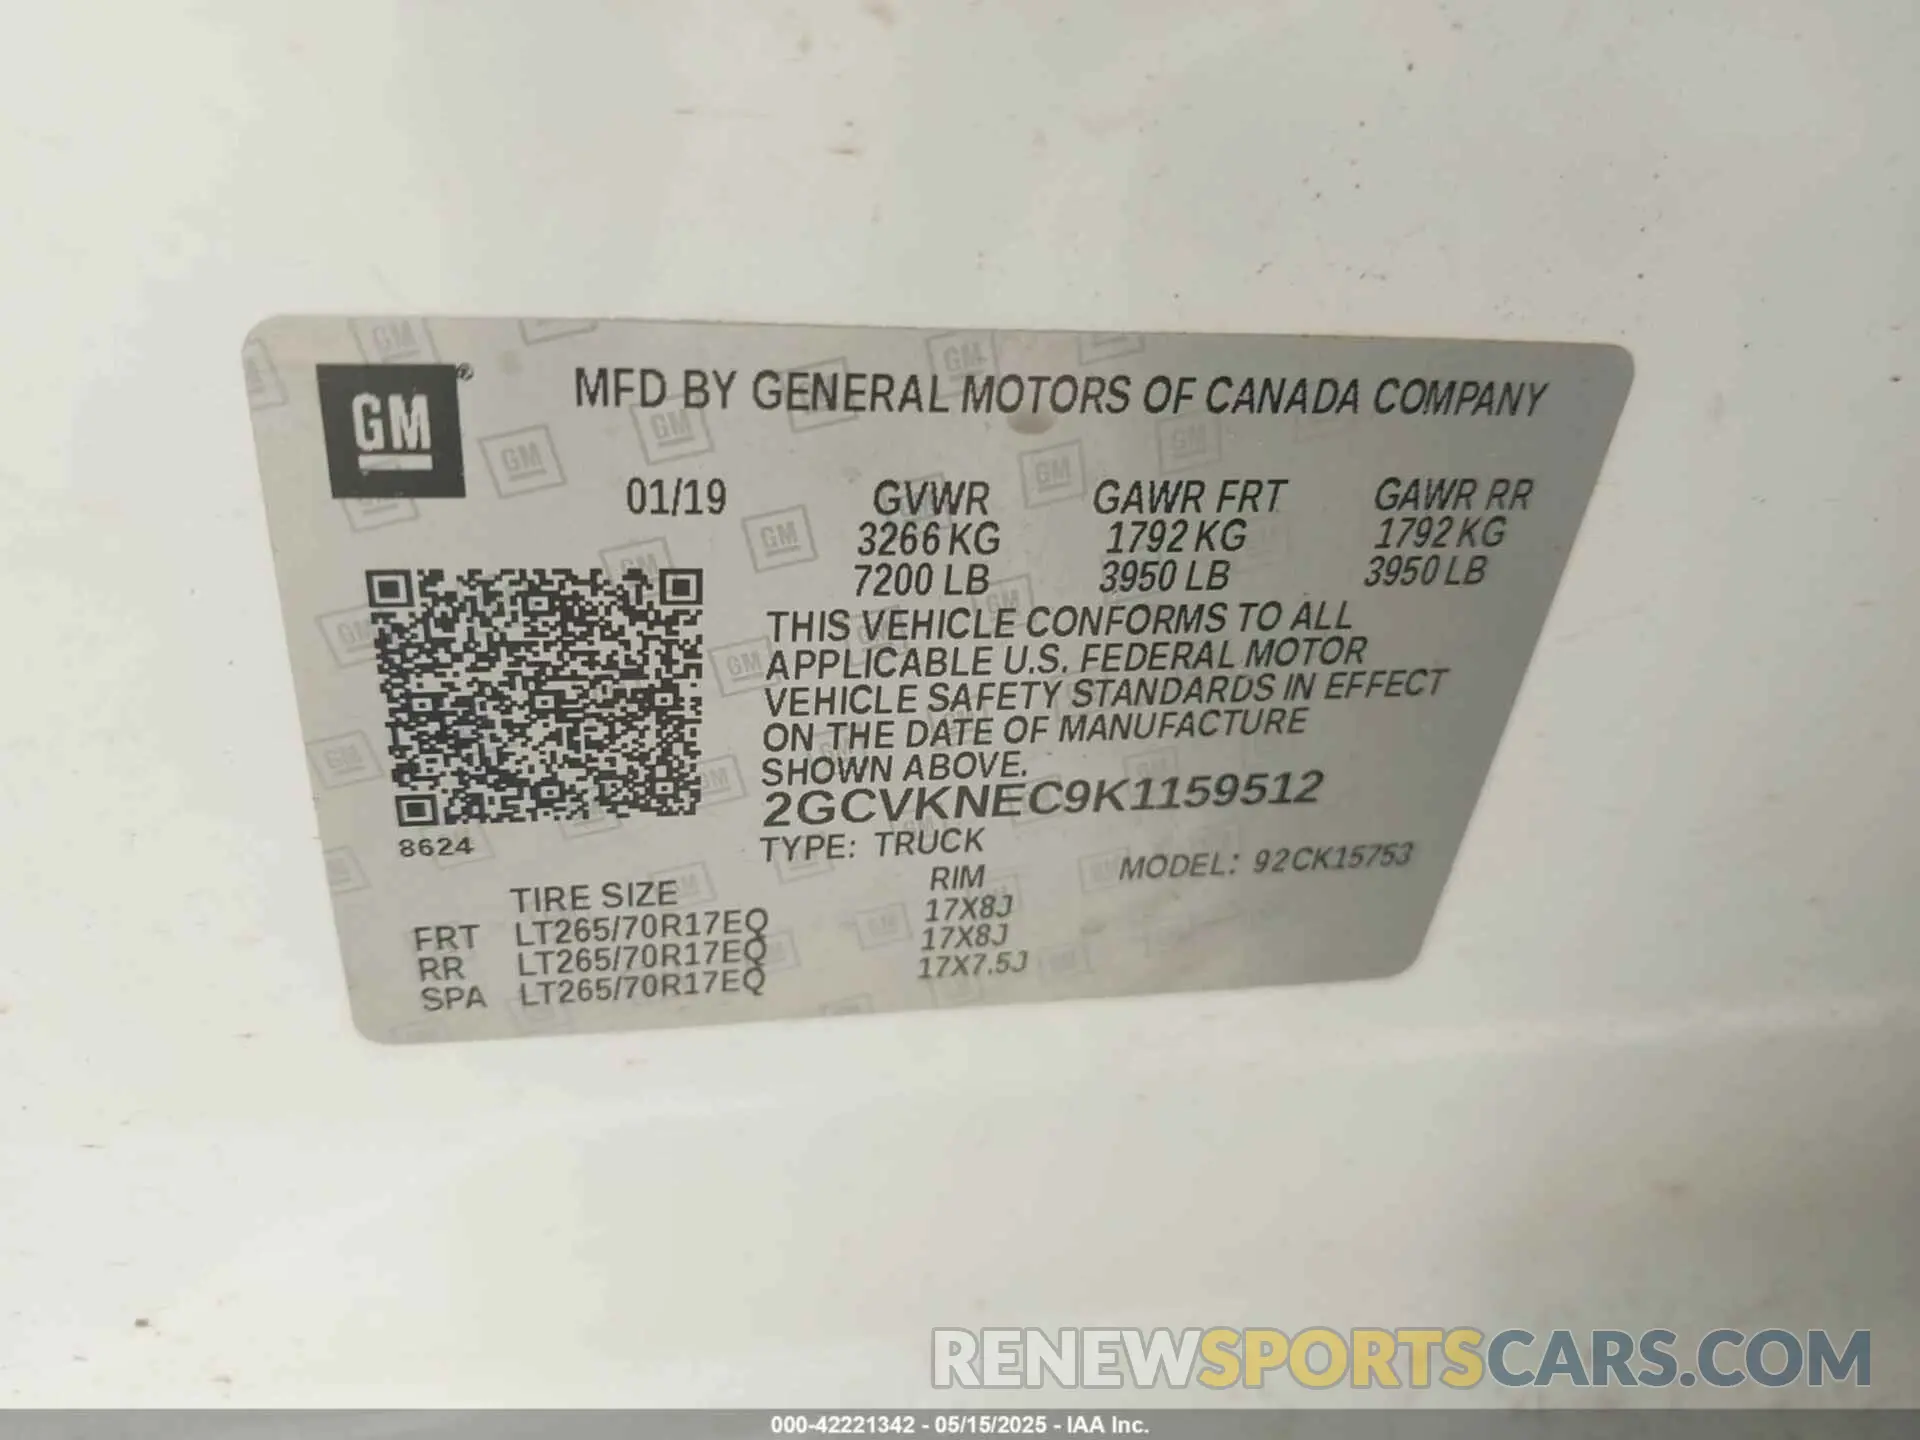 GM ®
MFD BY GENERAL MOTORS OF CANADA COMPANY
01/19 GVWR GAWR FRT GAWR RR
3266 KG 1792 KG 1792 KG
7200 LB 3950 LB 3950 LB
THIS VEHICLE CONFORMS TO ALL
APPLICABLE U.S. FEDERAL MOTOR
VEHICLE SAFETY STANDARDS IN EFFECT
ON THE DATE OF MANUFACTURE
SHOWN ABOVE.
2GCVKNEC9K1159512
8624
TYPE: TRUCK MODEL: 92CK15753
TIRE SIZE RIM
FRT LT265/70R17EQ 17X8J
RR LT265/70R17EQ 17X8J
SPA LT265/70R17EQ 17X7.5J
RENEWSPORTSCARS.COM
000-42221342 - 05/15/2025 - IAA Inc.